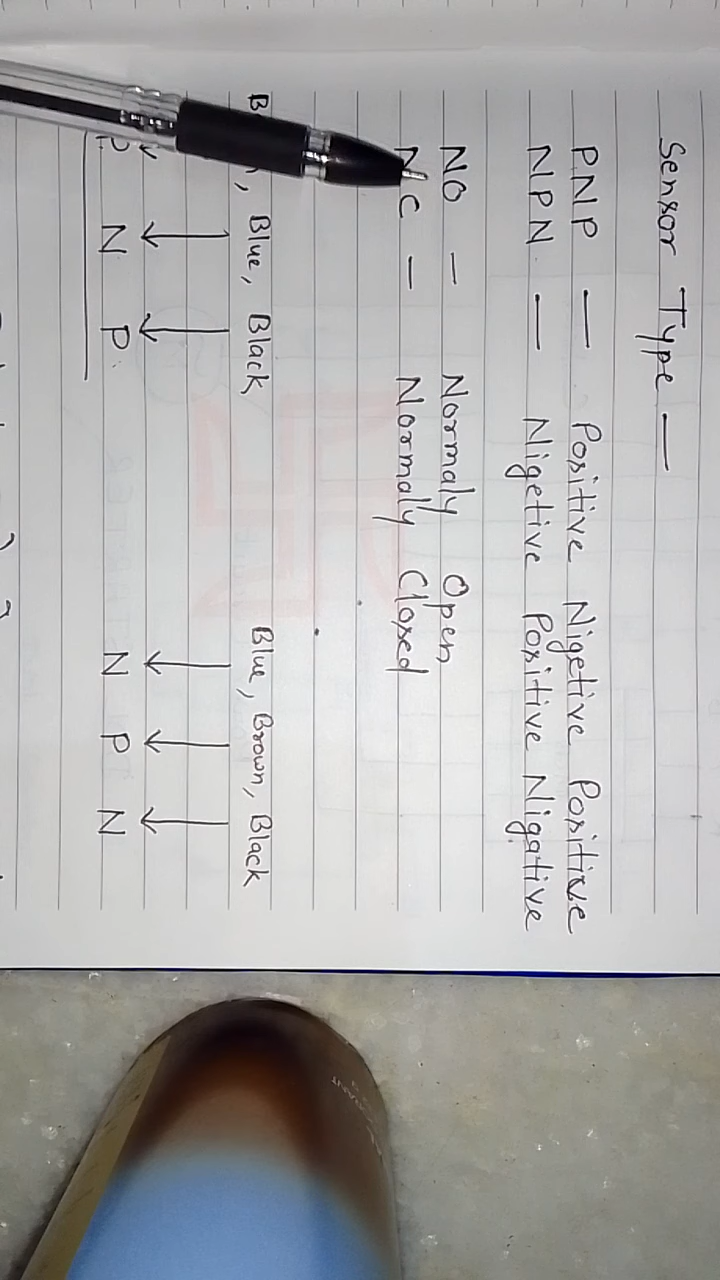 Sensor Type —
PNP — Positive Nigetive Positive
NPN — Nigetive Positive Nigative
NO — Normaly Open
NC — Normaly Closed
Blue, Black
Blue, Brown, Black
P N P
N P N